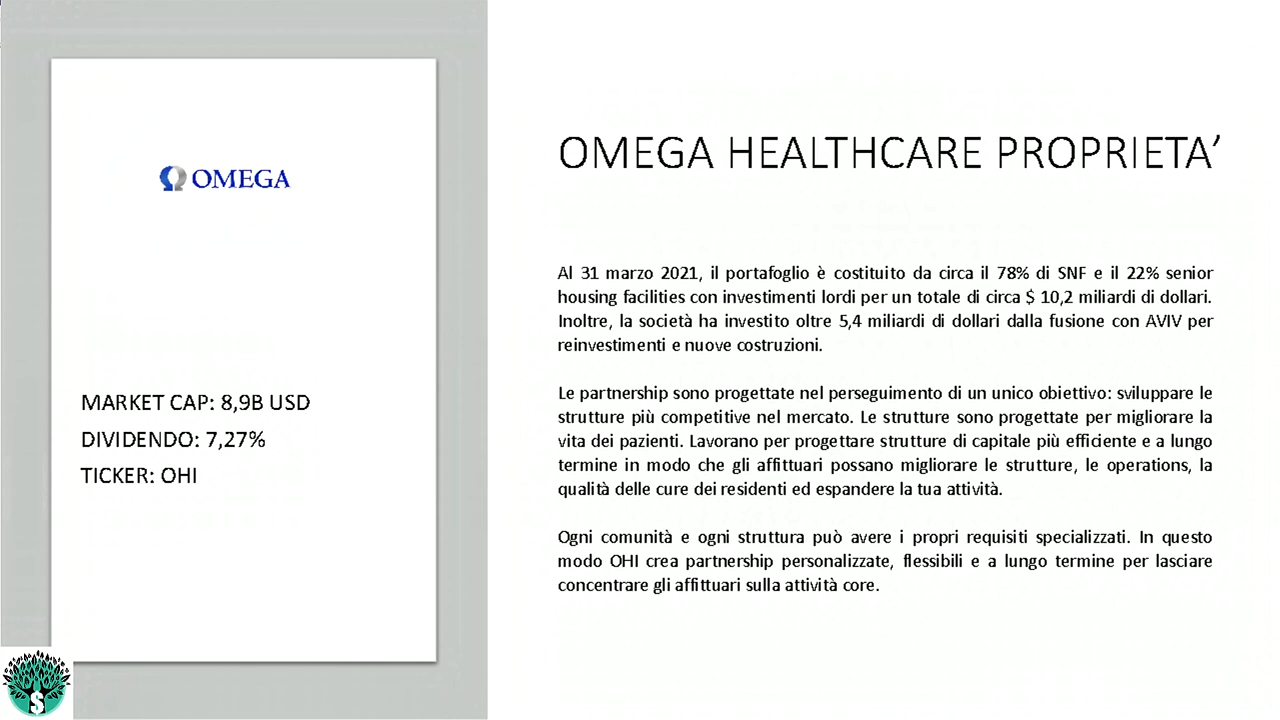 OMEGA
MARKET CAP: 8,9B USD
DIVIDENDO: 7,27%
TICKER: OHI
OMEGA HEALTHCARE PROPRIETA’
Al 31 marzo 2021, il portafoglio è costituito da circa il 78% di SNF e il 22% senior
housing facilities con investimenti lordi per un totale di circa $ 10,2 miliardi di dollari.
Inoltre, la società ha investito oltre 5,4 miliardi di dollari dalla fusione con AVIV per
reinvestimenti e nuove costruzioni.
Le partnership sono progettate nel perseguimento di un unico obiettivo: sviluppare le
strutture più competitive nel mercato. Le strutture sono progettate per migliorare la
vita dei pazienti. Lavorano per progettare strutture di capitale più efficiente e a lungo
termine in modo che gli affittuari possano migliorare le strutture, le operations, la
qualità delle cure dei residenti ed espandere la tua attività.
Ogni comunità e ogni struttura può avere i propri requisiti specializzati. In questo
modo OHI crea partnership personalizzate, flessibili e a lungo termine per lasciare
concentrare gli affittuari sulla attività core.
$